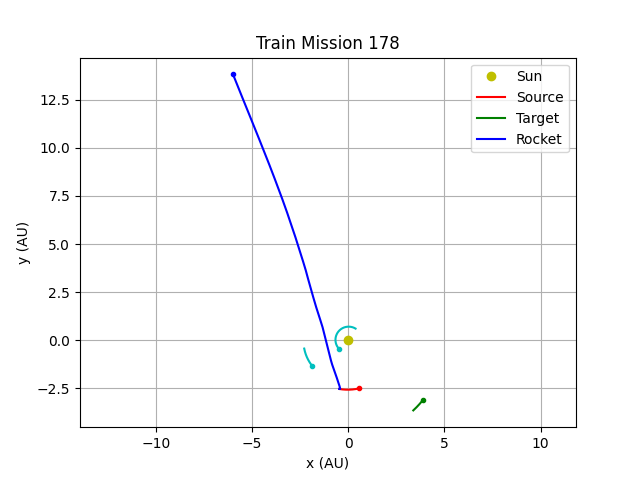 Train Mission 178
Sun
Source
Target
Rocket
12.5
10.0
7.5
5.0
2.5
0.0
−2.5
y (AU)
−10
−5
0
5
10
x (AU)